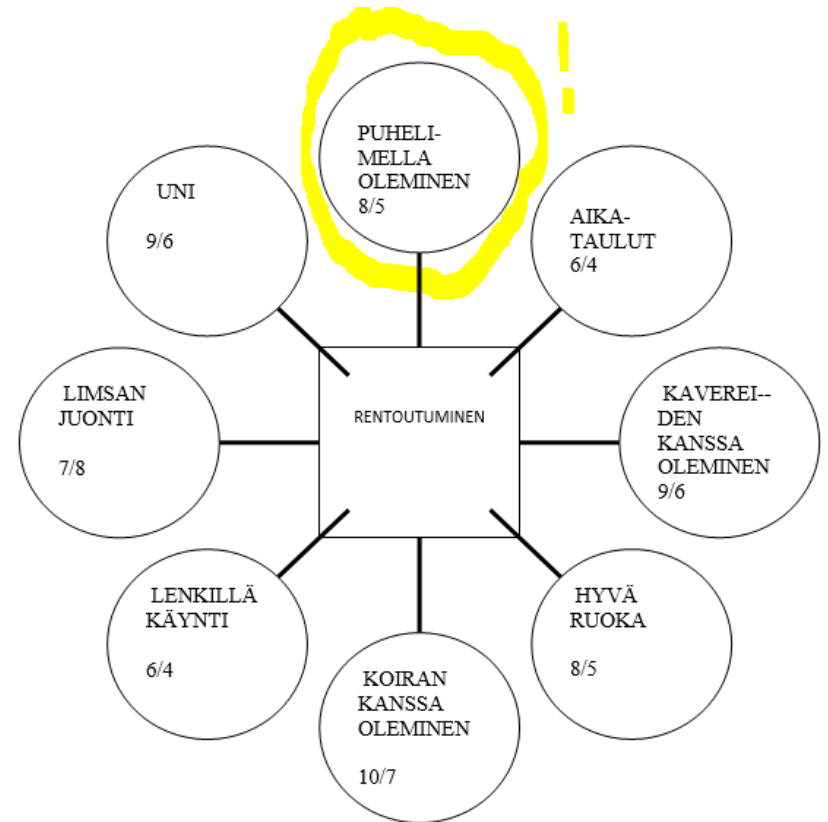 PUHELI-
MELLA
OLEMINEN
8/5
UNI
9/6
AIKA-
TAULUT
6/4
LIMSAN
JUONTI
7/8
RENTOUTUMINEN
KAVEREI--
DEN
KANSSA
OLEMINEN
9/6
LENKILLÄ
KÄYNTI
6/4
HYVÄ
RUOKA
8/5
KOIRAN
KANSSA
OLEMINEN
10/7